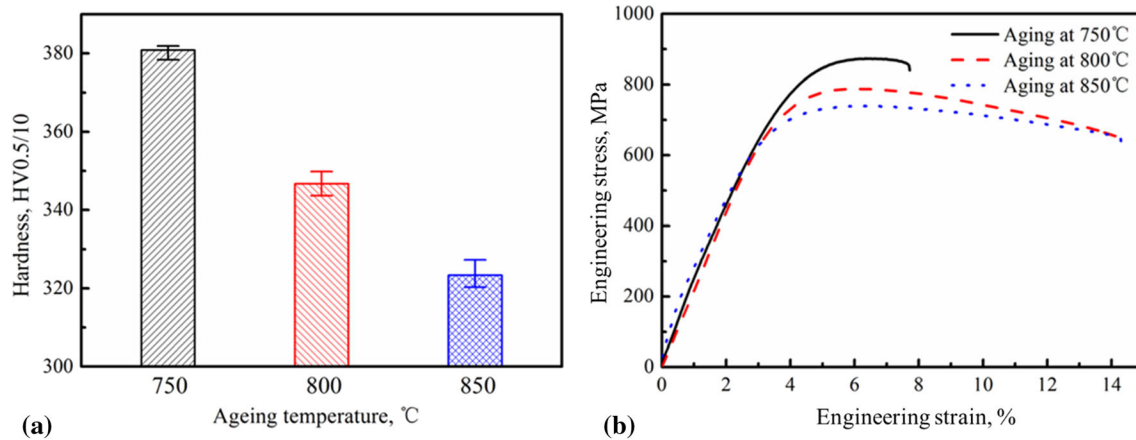 380
360
340
320
300
Hardness, HV0.5/10
750 800 850
Ageing temperature, ℃
(a)
1000
800
600
400
200
0
Engineering stress, MPa
Aging at 750℃
Aging at 800℃
Aging at 850℃
0 2 4 6 8 10 12 14
Engineering strain, %
(b)